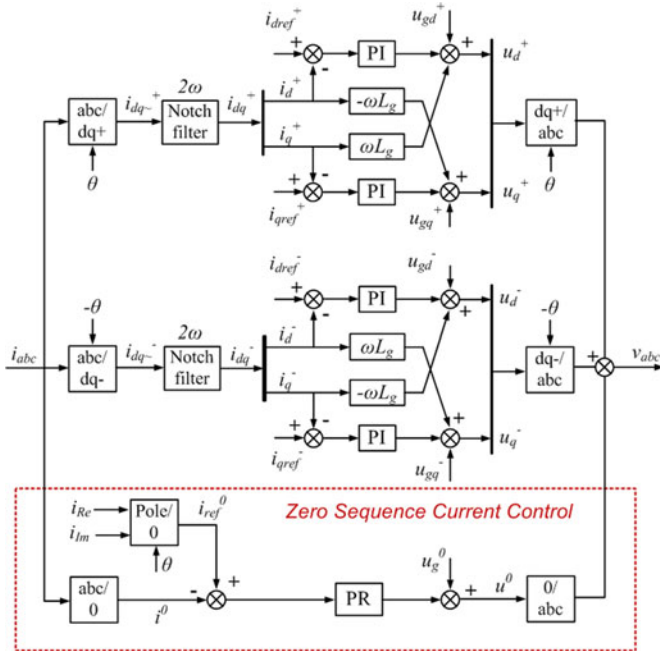 i_dref^+
u_gd^+
+
PI
+
u_d^+
-
2ω
i_d^+
-ωL_g
abc/
dq+
i_dq~^+
Notch
filter
i_dq^+
dq+/
abc
θ
i_q^+
ωL_g
θ
-
+
PI
+
u_q^+
i_qref^+
u_gq^+
i_dref^-
u_gd^-
+
PI
+
u_d^-
-θ
2ω
-
-θ
i_d^-
ωL_g
i_abc
abc/
dq-
i_dq~^-
Notch
filter
i_dq^-
dq-/
abc
+
v_abc
i_q^-
-ωL_g
-
+
+
PI
u_q^-
i_qref^-
u_gq^-
i_Re
i_Im
Pole/
0
i_ref^0
Zero Sequence Current Control
θ
u_g^0
abc/
0
-
+
PR
+
u^0
0/
abc
i^0